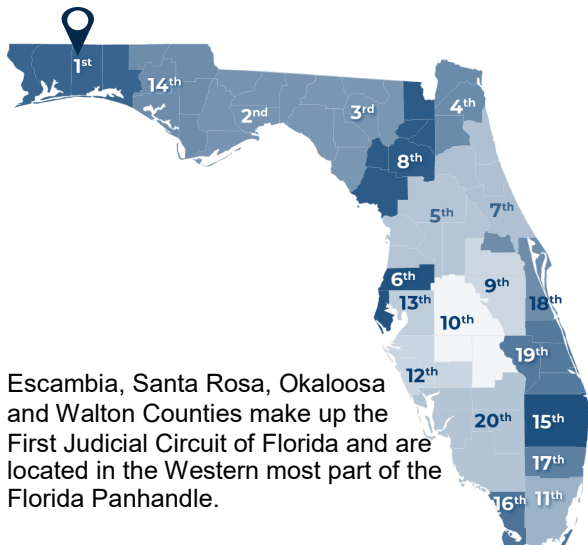 1st
14th
2nd
3rd
4th
8th
5th
7th
6th
13th
9th
18th
10th
19th
12th
20th
15th
17th
16th
11th
Escambia, Santa Rosa, Okaloosa
and Walton Counties make up the
First Judicial Circuit of Florida and are
located in the Western most part of the
Florida Panhandle.